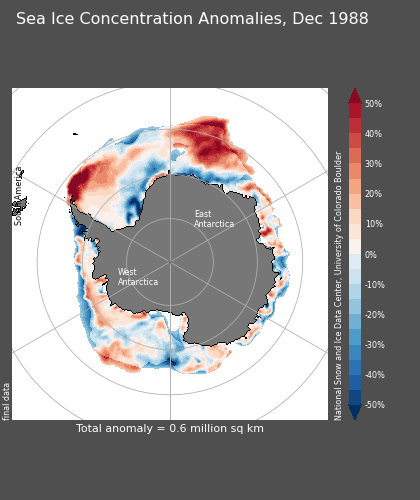 Sea Ice Concentration Anomalies, Dec 1988
South America
East
Antarctica
West
Antarctica
50%
40%
30%
20%
10%
0%
-10%
-20%
-30%
-40%
-50%
National Snow and Ice Data Center, University of Colorado Boulder
final data
Total anomaly = 0.6 million sq km